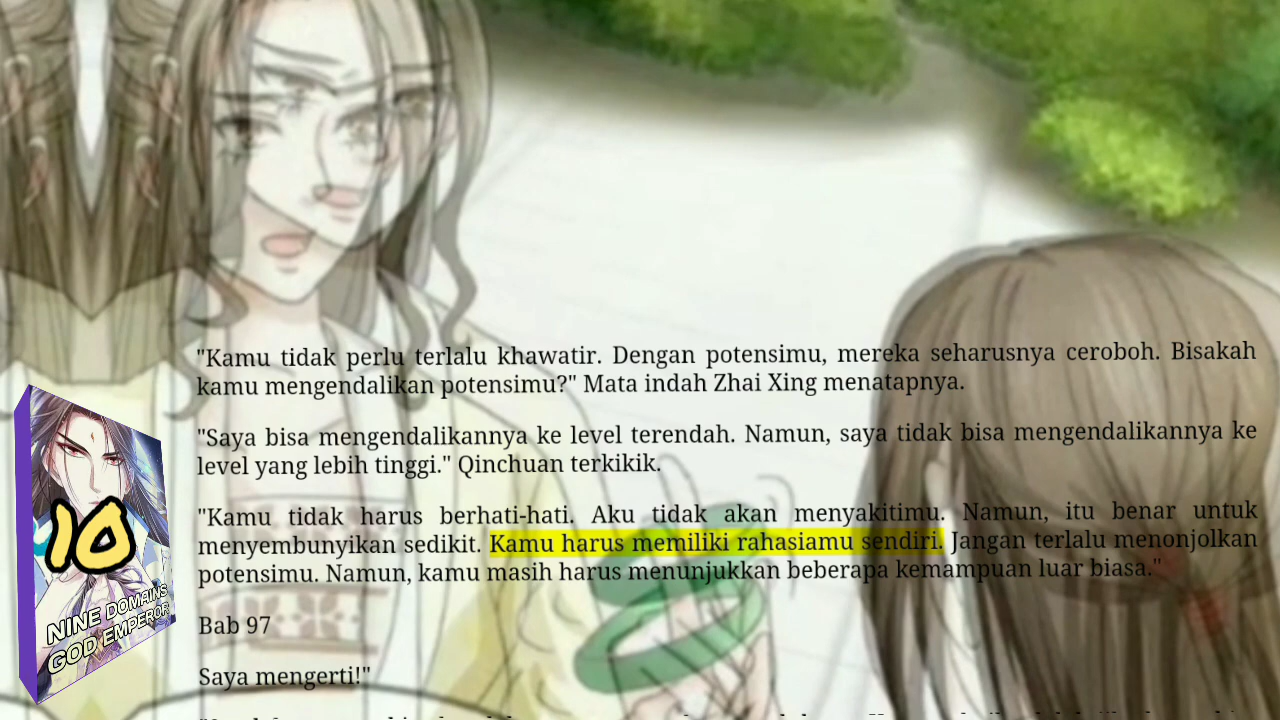 "Kamu tidak perlu terlalu khawatir. Dengan potensimu, mereka seharusnya ceroboh. Bisakah
kamu mengendalikan potensimu?" Mata indah Zhai Xing menatapnya.
"Saya bisa mengendalikannya ke level terendah. Namun, saya tidak bisa mengendalikannya ke
level yang lebih tinggi." Qinchuan terkikik.
"Kamu tidak harus berhati-hati. Aku tidak akan menyakitimu. Namun, itu benar untuk
menyembunyikan sedikit. Kamu harus memiliki rahasiamu sendiri. Jangan terlalu menonjolkan
potensimu. Namun, kamu masih harus menunjukkan beberapa kemampuan luar biasa."
Bab 97
Saya mengerti!"
10
NINE DOMAINS
GOD EMPEROR